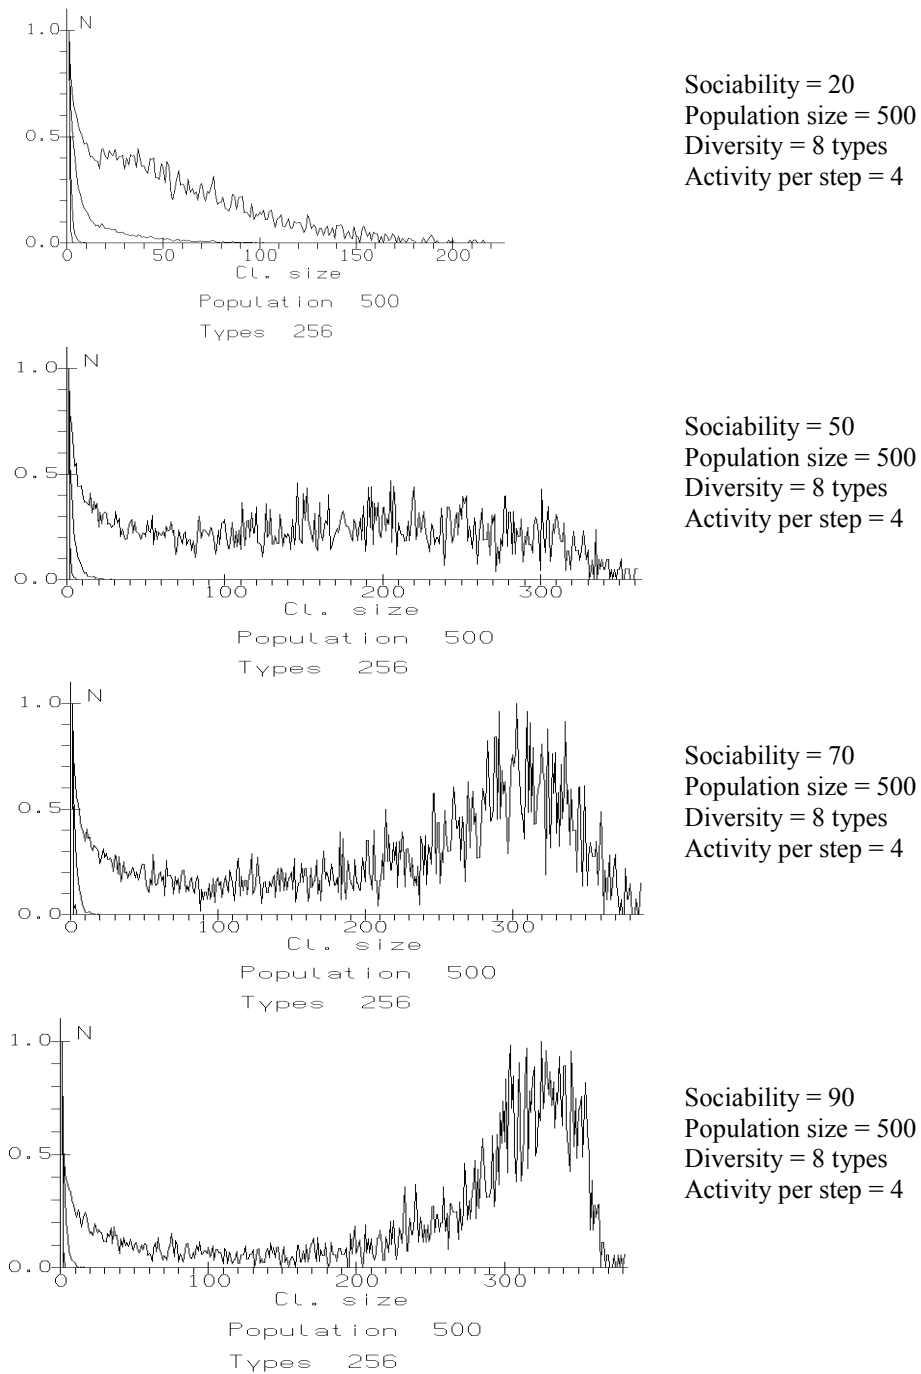 N
1.0
0.5
0.0
0 50 100 150 200
Cl. size
Population 500
Types 256
Sociability = 20
Population size = 500
Diversity = 8 types
Activity per step = 4
N
1.0
0.5
0.0
0 100 200 300
Cl. size
Population 500
Types 256
Sociability = 50
Population size = 500
Diversity = 8 types
Activity per step = 4
N
1.0
0.5
0.0
0 100 200 300
Cl. size
Population 500
Types 256
Sociability = 70
Population size = 500
Diversity = 8 types
Activity per step = 4
N
1.0
0.5
0.0
0 100 200 300
Cl. size
Population 500
Types 256
Sociability = 90
Population size = 500
Diversity = 8 types
Activity per step = 4